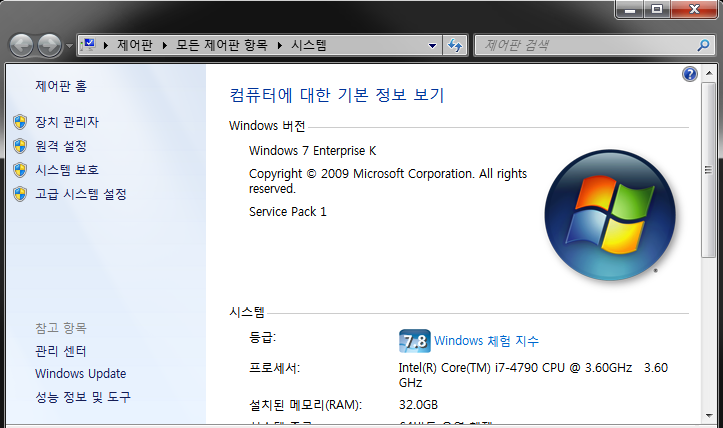 제어판 ▸ 모든 제어판 항목 ▸ 시스템
제어판 검색
제어판 홈
장치 관리자
원격 설정
시스템 보호
고급 시스템 설정
참고 항목
관리 센터
Windows Update
성능 정보 및 도구
컴퓨터에 대한 기본 정보 보기
Windows 버전
Windows 7 Enterprise K
Copyright © 2009 Microsoft Corporation. All rights
reserved.
Service Pack 1
시스템
등급: 7.8 Windows 체험 지수
프로세서: Intel(R) Core(TM) i7-4790 CPU @ 3.60GHz 3.60
GHz
설치된 메모리(RAM): 32.0GB